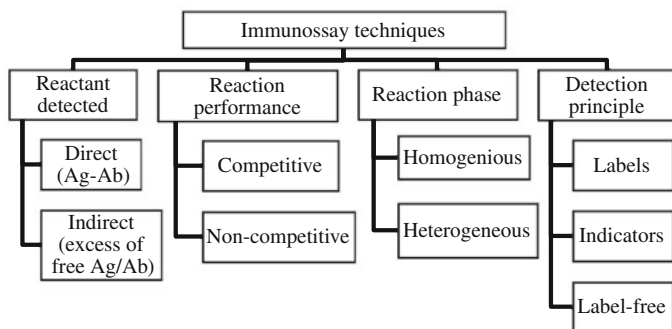 Immunossay techniques
Reactant
detected
Reaction
performance
Reaction phase
Detection
principle
Direct
(Ag-Ab)
Indirect
(excess of
free Ag/Ab)
Competitive
Non-competitive
Homogenious
Heterogeneous
Labels
Indicators
Label-free